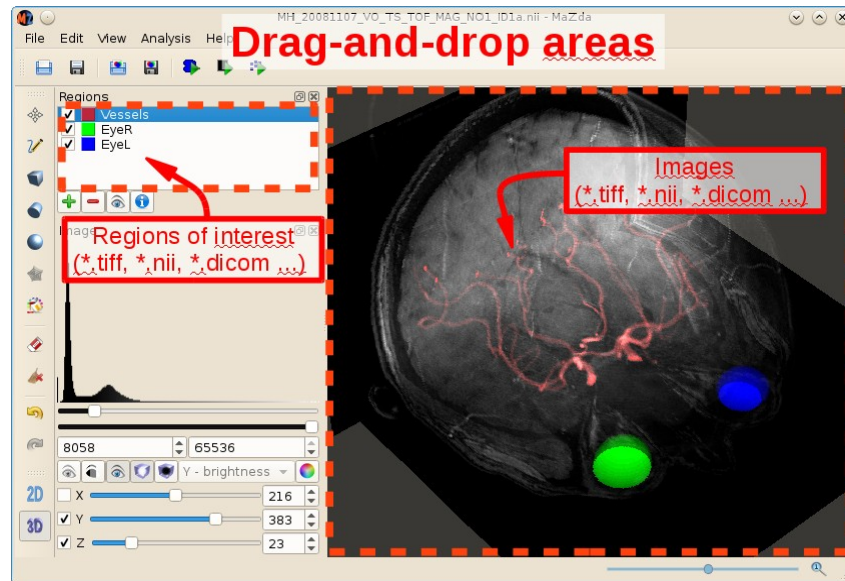 MH_20081107_VO_TS_TOF_MAG_NO1_ID1a.nii - MaZda
File Edit View Analysis Help
Drag-and-drop areas
Regions
Vessels
EyeR
EyeL
Images
(*.tiff, *.nii, *.dicom ...)
Regions of interest
(*.tiff, *.nii, *.dicom ...)
8058 65536
Y - brightness
2D X 216
3D Y 383
Z 23